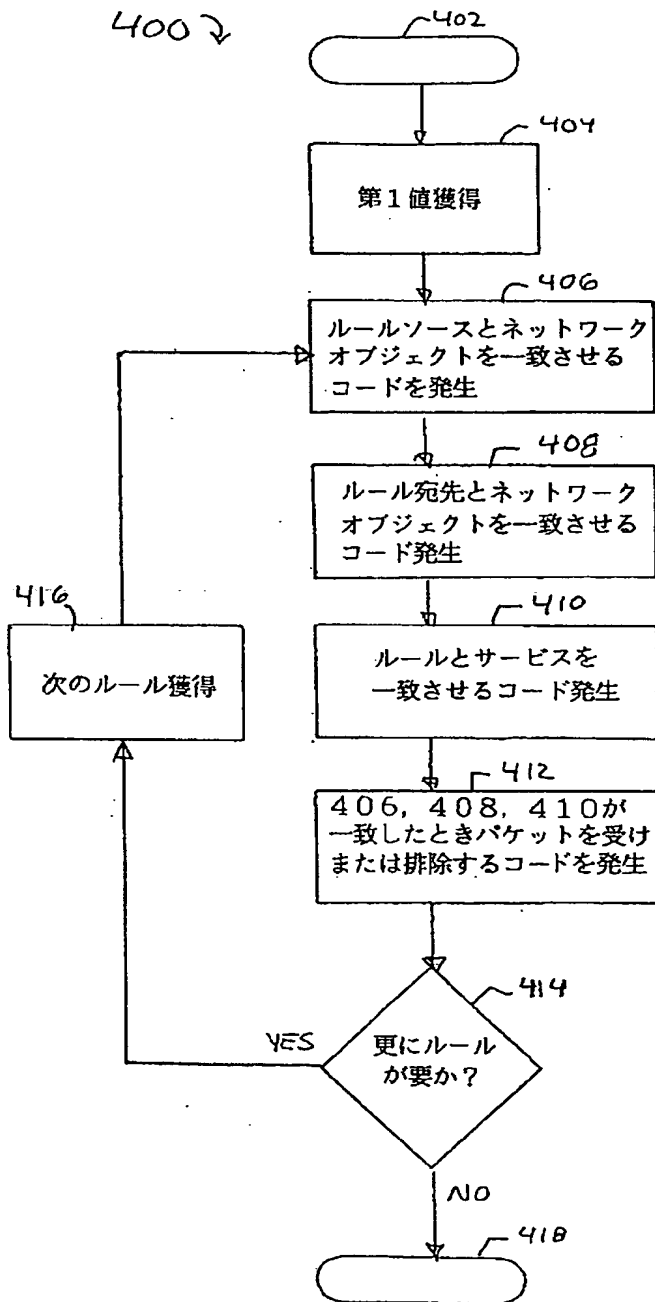 400
402
404
第1値獲得
406
ルールソースとネットワーク
オブジェクトを一致させる
コードを発生
408
ルール宛先とネットワーク
オブジェクトを一致させる
コード発生
416
次のルール獲得
410
ルールとサービスを
一致させるコード発生
412
406, 408, 410が
一致したときパケットを受け
または排除するコードを発生
414
YES
更にルール
が要か?
NO
418